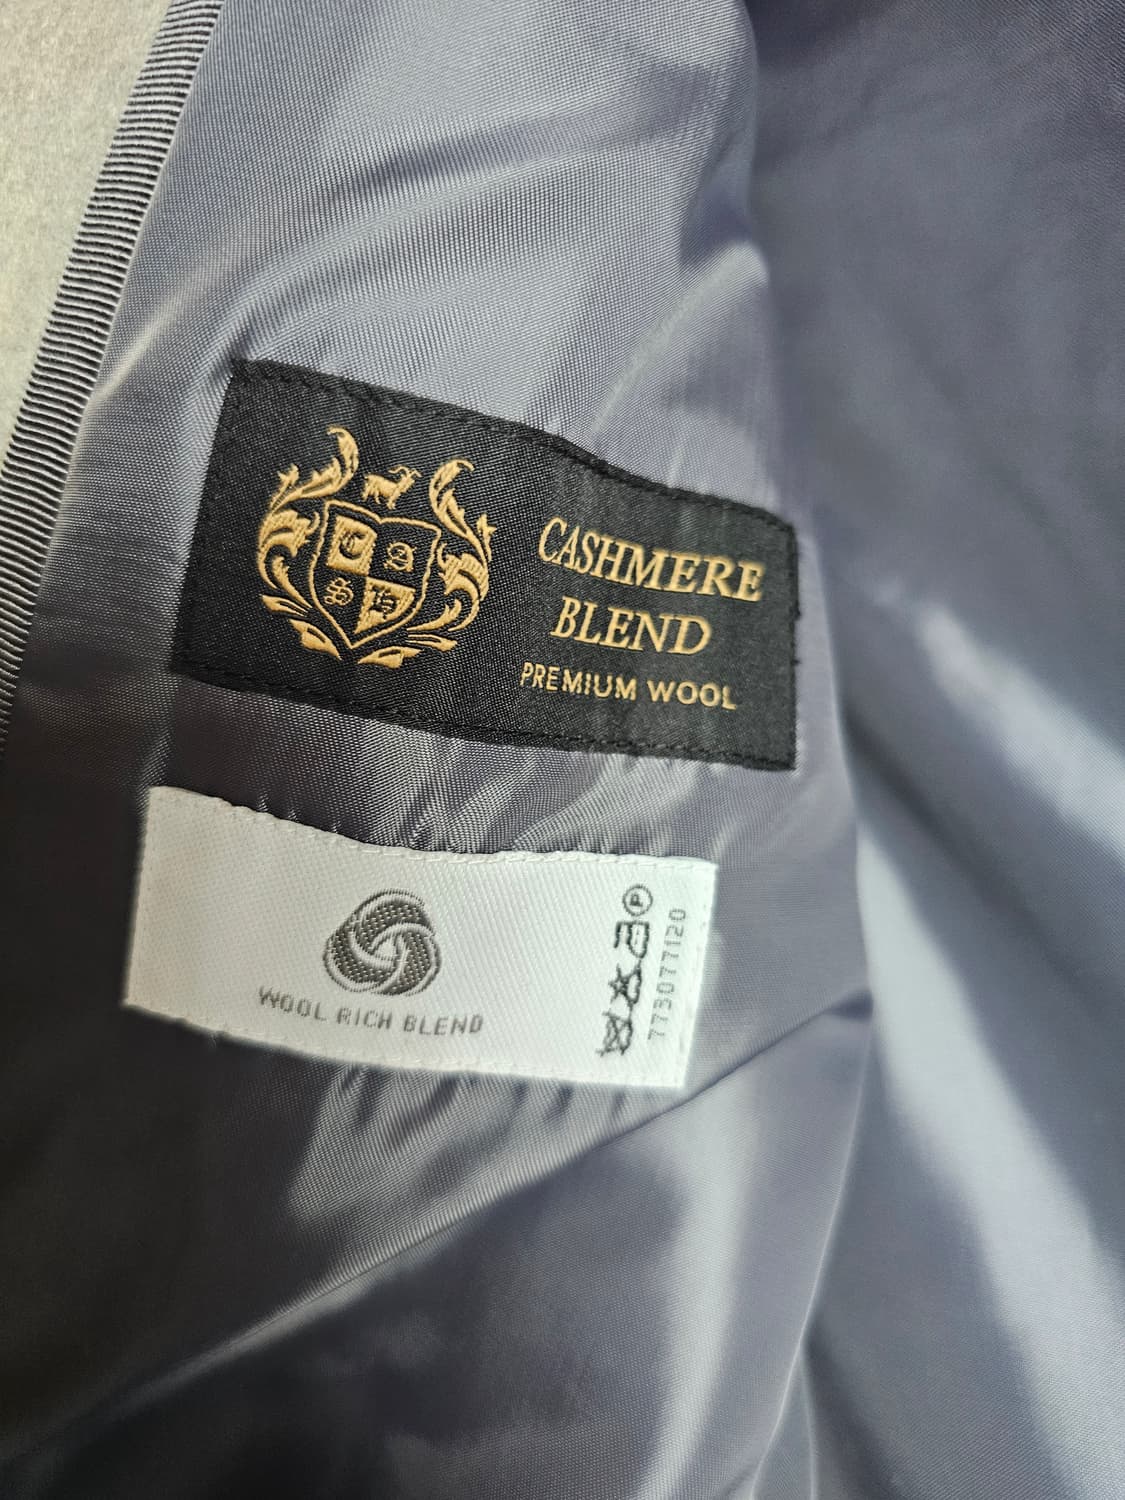 CASHMERE
BLEND
PREMIUM WOOL
WOOL RICH BLEND
P
773077120